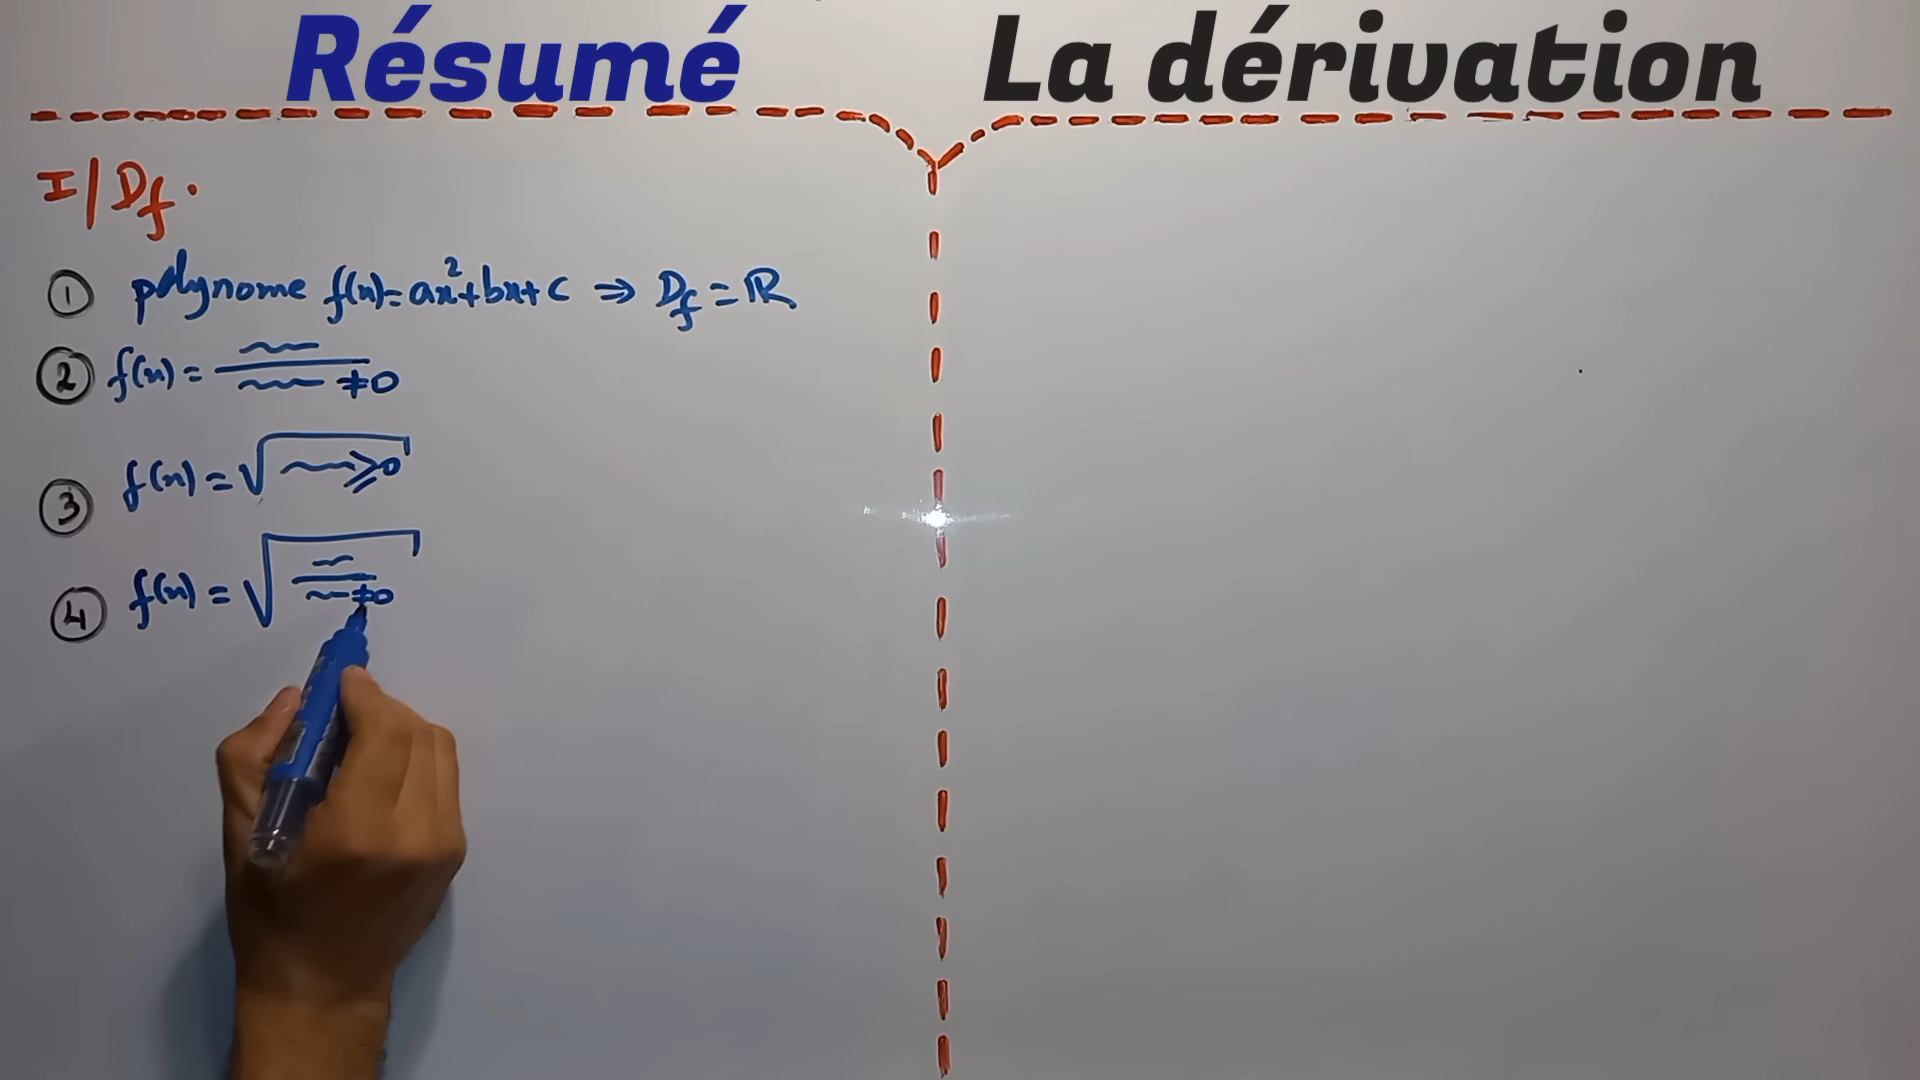 Résumé La dérivation
I/ Df.
① polynome f(x)=ax²+bx+c ⇒ Df = ℝ
② f(x) = ~~ / ~~ ≠0
③ f(x) = √(~~ ≥0)
④ f(x) = √(~~ / ~~ ≠0)